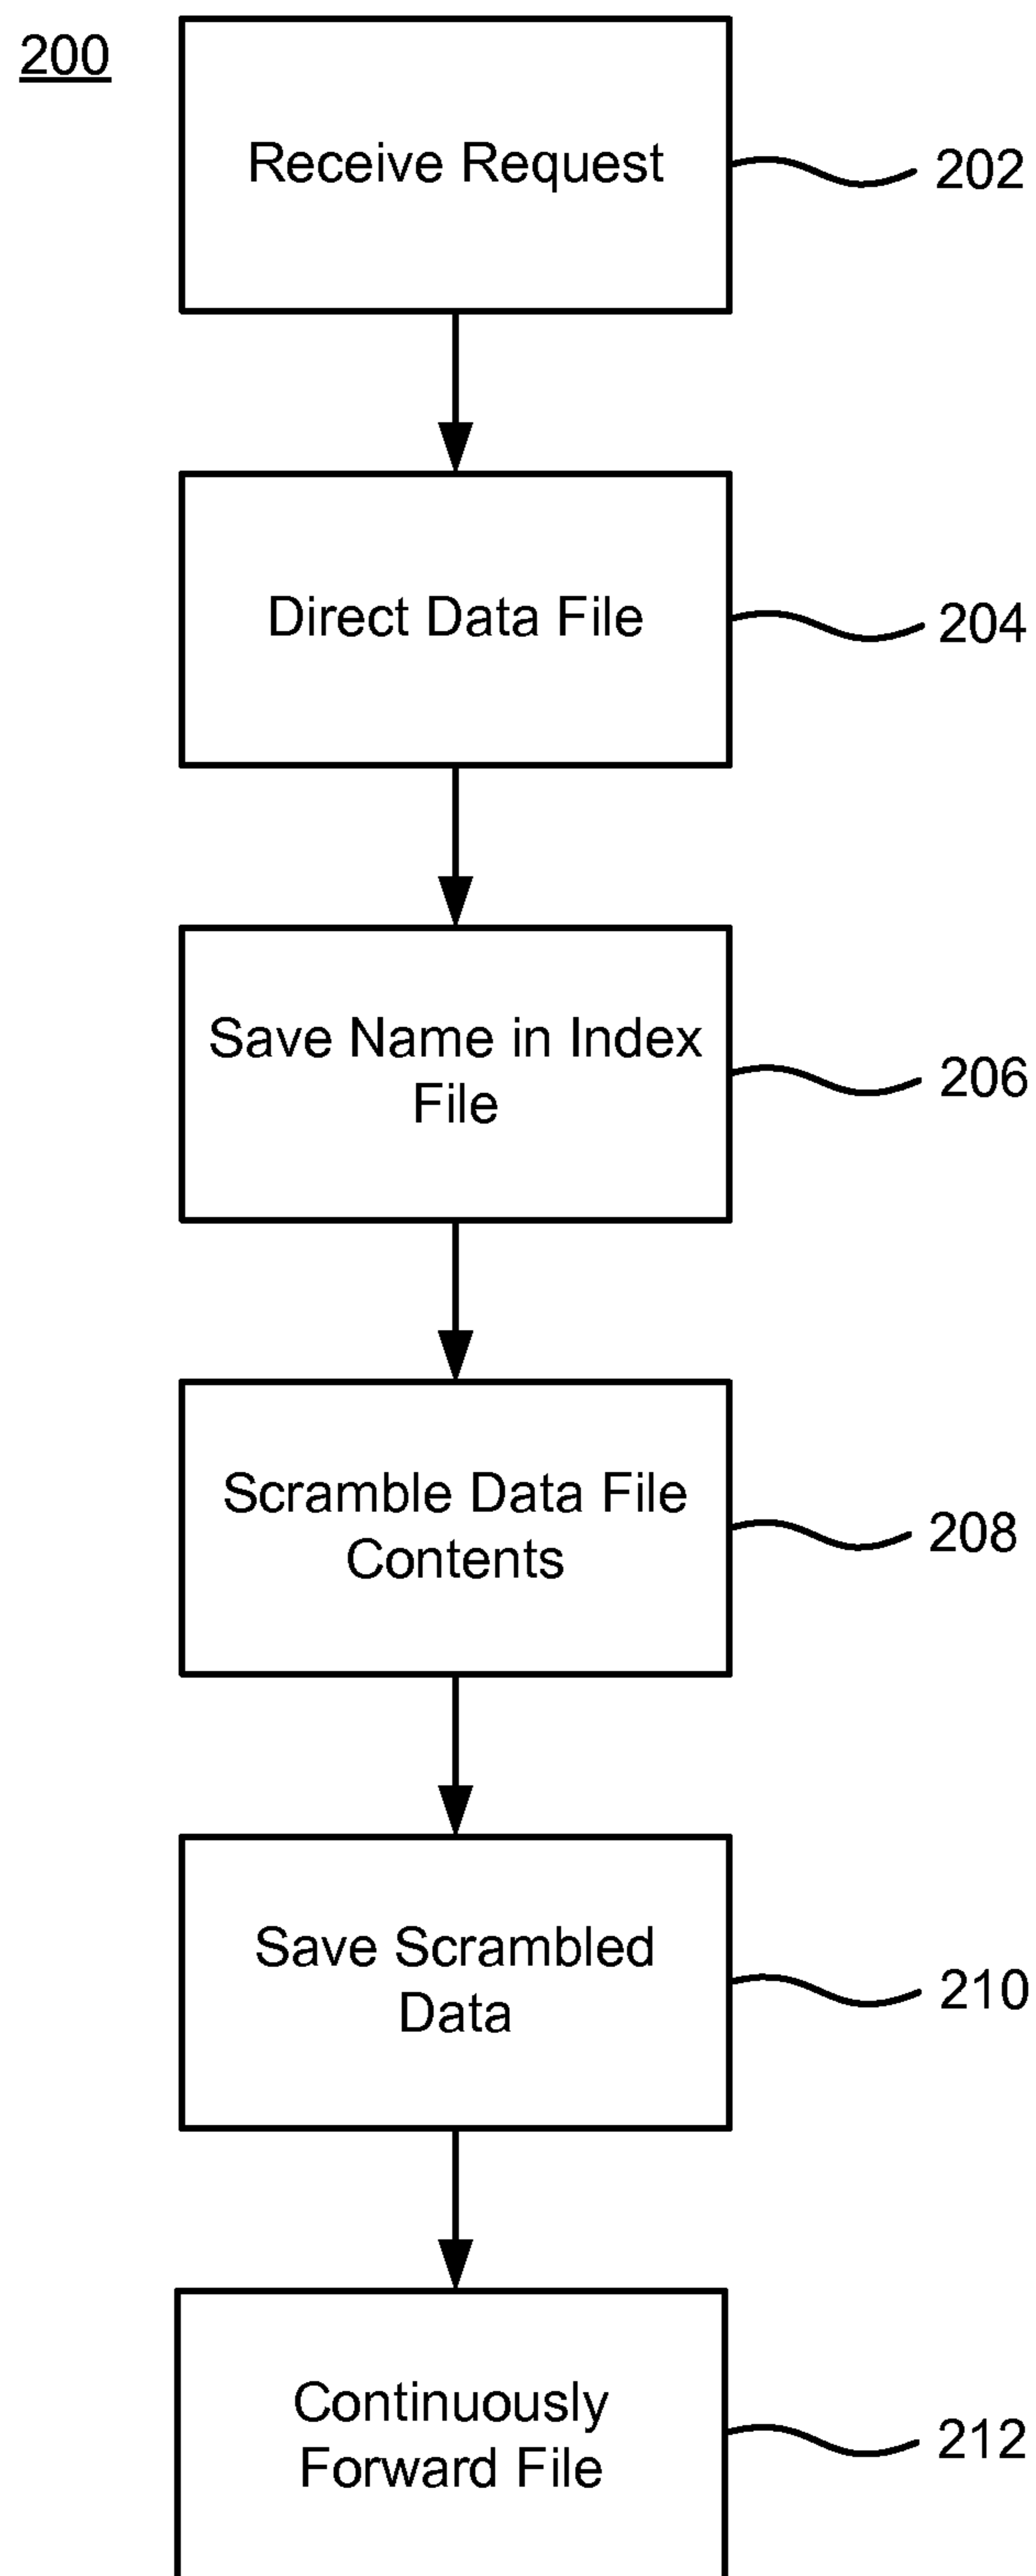 200
Receive Request
202
Direct Data File
204
Save Name in Index
File
206
Scramble Data File
Contents
208
Save Scrambled
Data
210
Continuously
Forward File
212